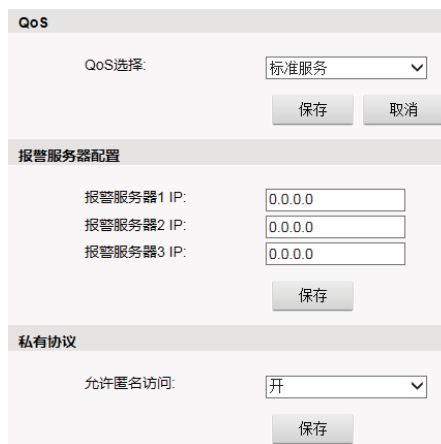 QoS
QoS选择: 标准服务
保存 取消
报警服务器配置
报警服务器1 IP: 0.0.0.0
报警服务器2 IP: 0.0.0.0
报警服务器3 IP: 0.0.0.0
保存
私有协议
允许匿名访问: 开
保存